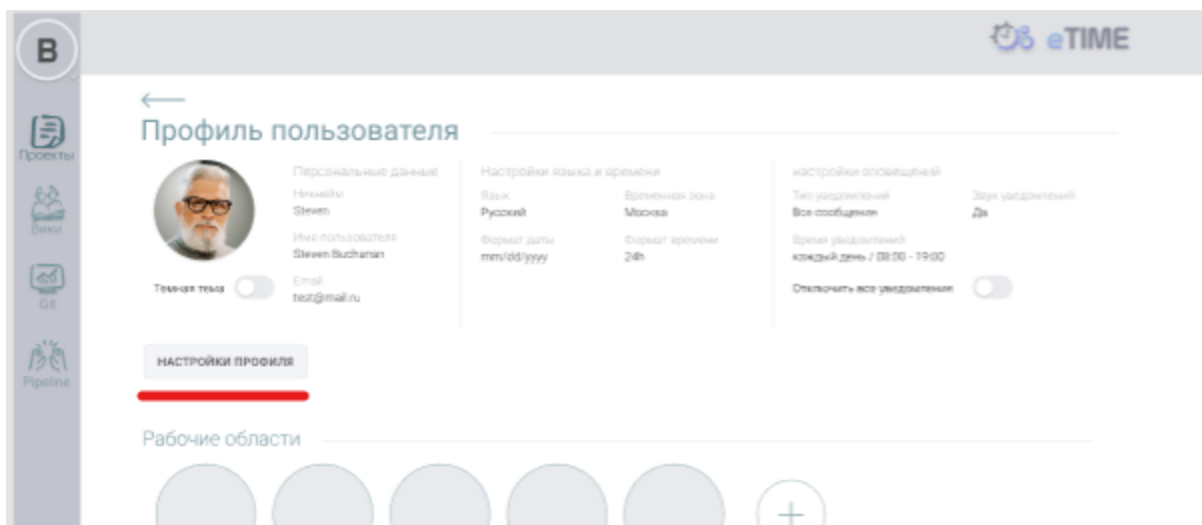 B
eTIME
Проекты
Вики
Git
Pipeline
Профиль пользователя
Персональные данные
Никнейм
Steven
Имя пользователя
Steven Buchanan
Email
test@mail.ru
Темная тема
Настройки языка и времени
Язык
Русский
Временная зона
Москва
Формат даты
mm/dd/yyyy
Формат времени
24h
настройки оповещений
Тип уведомлений
Все сообщения
Звук уведомлений
Да
Время уведомлений
каждый день / 08:00 - 19:00
Отключить все уведомления
НАСТРОЙКИ ПРОФИЛЯ
Рабочие области